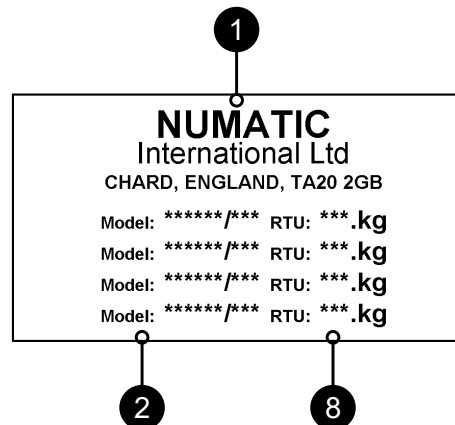 1
NUMATIC
International Ltd
CHARD, ENGLAND, TA20 2GB
Model: ******/*** RTU: ***.kg
Model: ******/*** RTU: ***.kg
Model: ******/*** RTU: ***.kg
Model: ******/*** RTU: ***.kg
2 8